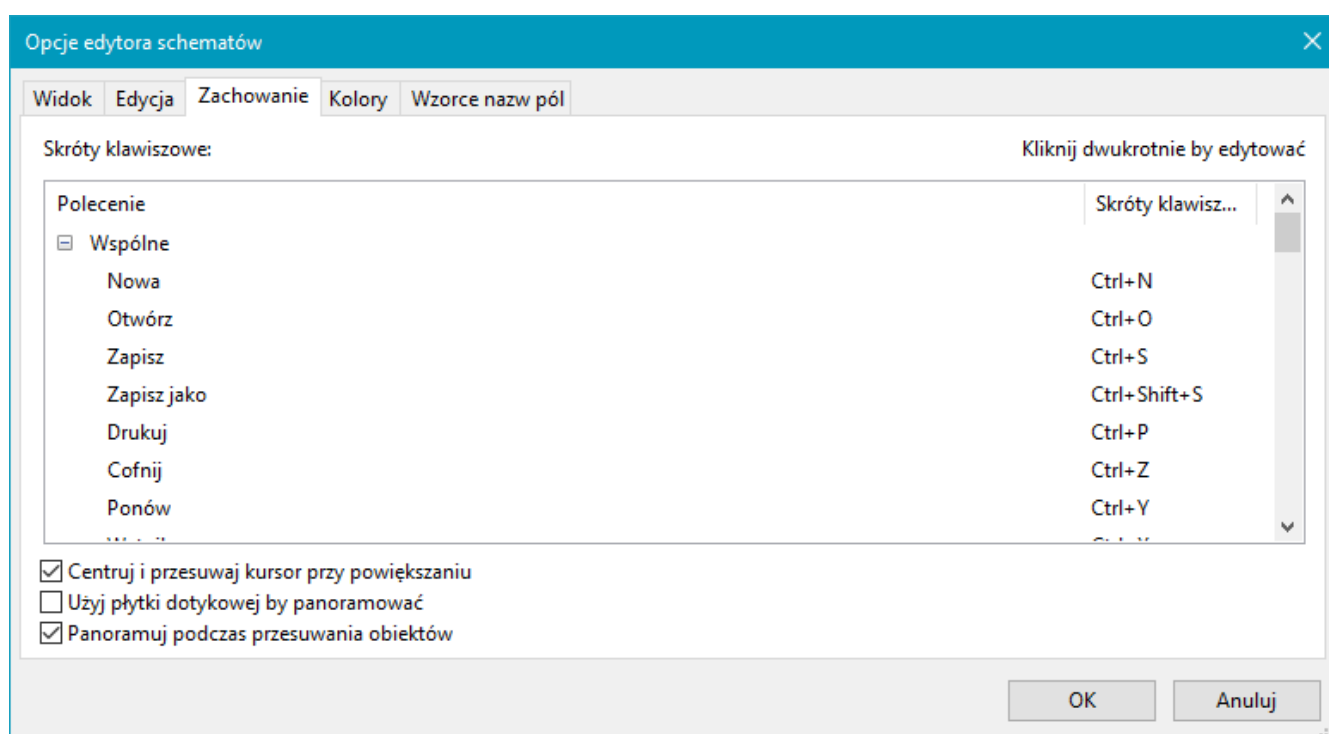 Opcje edytora schematów
Widok Edycja Zachowanie Kolory Wzorce nazw pól
Skróty klawiszowe: Kliknij dwukrotnie by edytować
Polecenie Skróty klawisz...
Wspólne
Nowa Ctrl+N
Otwórz Ctrl+O
Zapisz Ctrl+S
Zapisz jako Ctrl+Shift+S
Drukuj Ctrl+P
Cofnij Ctrl+Z
Ponów Ctrl+Y
Centruj i przesuwaj kursor przy powiększaniu
Użyj płytki dotykowej by panoramować
Panoramuj podczas przesuwania obiektów
OK Anuluj